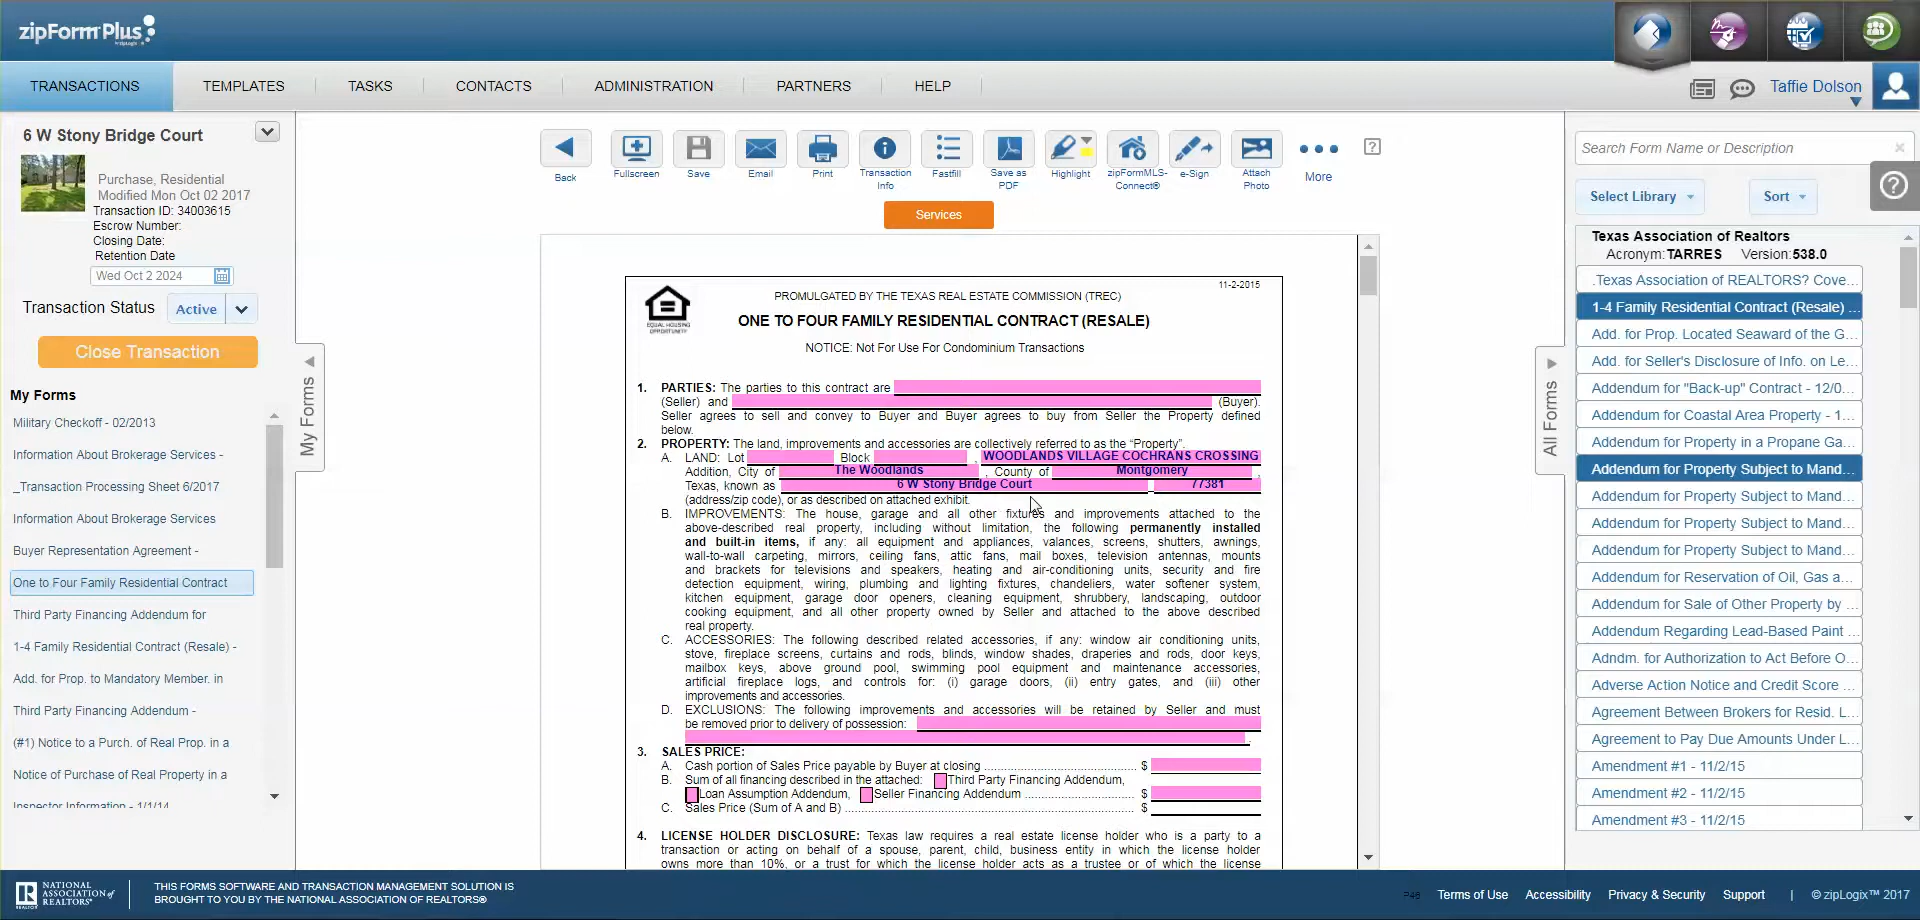 zipForm Plus
by zipLogix
TRANSACTIONS
TEMPLATES
TASKS
CONTACTS
ADMINISTRATION
PARTNERS
HELP
Taffie Dolson
6 W Stony Bridge Court
Purchase, Residential
Modified Mon Oct 02 2017
Transaction ID: 34003615
Escrow Number:
Closing Date:
Retention Date
Wed Oct 2 2024
Transaction Status Active
Close Transaction
My Forms
Military Checkoff - 02/2013
Information About Brokerage Services -
_Transaction Processing Sheet 6/2017
Information About Brokerage Services
Buyer Representation Agreement -
One to Four Family Residential Contract
Third Party Financing Addendum for
1-4 Family Residential Contract (Resale) -
Add. for Prop. to Mandatory Member. in
Third Party Financing Addendum -
(#1) Notice to a Purch. of Real Prop. in a
Notice of Purchase of Real Property in a
Inspector Information - 1/1/14
My Forms
Back
Fullscreen
Save
Email
Print
Transaction Info
Fastfill
Save as PDF
Highlight
zipFormMLS-Connect®
e-Sign
Attach Photo
More
?
Services
11-2-2015
EQUAL HOUSING
OPPORTUNITY
PROMULGATED BY THE TEXAS REAL ESTATE COMMISSION (TREC)
ONE TO FOUR FAMILY RESIDENTIAL CONTRACT (RESALE)
NOTICE: Not For Use For Condominium Transactions
1. PARTIES: The parties to this contract are
(Seller) and (Buyer).
Seller agrees to sell and convey to Buyer and Buyer agrees to buy from Seller the Property defined
below.
2. PROPERTY: The land, improvements and accessories are collectively referred to as the “Property”.
A. LAND: Lot Block , WOODLANDS VILLAGE COCHRANS CROSSING
Addition, City of The Woodlands , County of Montgomery ,
Texas, known as 6 W Stony Bridge Court 77381
(address/zip code), or as described on attached exhibit.
B. IMPROVEMENTS: The house, garage and all other fixtures and improvements attached to the
above-described real property, including without limitation, the following permanently installed
and built-in items, if any: all equipment and appliances, valances, screens, shutters, awnings,
wall-to-wall carpeting, mirrors, ceiling fans, attic fans, mail boxes, television antennas, mounts
and brackets for televisions and speakers, heating and air-conditioning units, security and fire
detection equipment, wiring, plumbing and lighting fixtures, chandeliers, water softener system,
kitchen equipment, garage door openers, cleaning equipment, shrubbery, landscaping, outdoor
cooking equipment, and all other property owned by Seller and attached to the above described
real property.
C. ACCESSORIES: The following described related accessories, if any: window air conditioning units,
stove, fireplace screens, curtains and rods, blinds, window shades, draperies and rods, door keys,
mailbox keys, above ground pool, swimming pool equipment and maintenance accessories,
artificial fireplace logs, and controls for: (i) garage doors, (ii) entry gates, and (iii) other
improvements and accessories.
D. EXCLUSIONS: The following improvements and accessories will be retained by Seller and must
be removed prior to delivery of possession:
.
3. SALES PRICE:
A. Cash portion of Sales Price payable by Buyer at closing ...................................... $
B. Sum of all financing described in the attached: Third Party Financing Addendum,
Loan Assumption Addendum, Seller Financing Addendum .............................. $
C. Sales Price (Sum of A and B) ........................................................................ $
4. LICENSE HOLDER DISCLOSURE: Texas law requires a real estate license holder who is a party to a
transaction or acting on behalf of a spouse, parent, child, business entity in which the license holder
owns more than 10%, or a trust for which the license holder acts as a trustee or of which the license
All Forms
Search Form Name or Description
Select Library
Sort
?
Texas Association of Realtors
Acronym:TARRES Version:538.0
.Texas Association of REALTORS? Cove...
1-4 Family Residential Contract (Resale) ...
Add. for Prop. Located Seaward of the G...
Add. for Seller's Disclosure of Info. on Le...
Addendum for "Back-up" Contract - 12/0...
Addendum for Coastal Area Property - 1...
Addendum for Property in a Propane Ga...
Addendum for Property Subject to Mand...
Addendum for Property Subject to Mand...
Addendum for Property Subject to Mand...
Addendum for Property Subject to Mand...
Addendum for Reservation of Oil, Gas a...
Addendum for Sale of Other Property by ...
Addendum Regarding Lead-Based Paint ...
Adndm. for Authorization to Act Before O...
Adverse Action Notice and Credit Score ...
Agreement Between Brokers for Resid. L...
Agreement to Pay Due Amounts Under L...
Amendment #1 - 11/2/15
Amendment #2 - 11/2/15
Amendment #3 - 11/2/15
NATIONAL
ASSOCIATION of
REALTORS®
THIS FORMS SOFTWARE AND TRANSACTION MANAGEMENT SOLUTION IS
BROUGHT TO YOU BY THE NATIONAL ASSOCIATION OF REALTORS®
Terms of Use Accessibility Privacy & Security Support | © zipLogix™ 2017